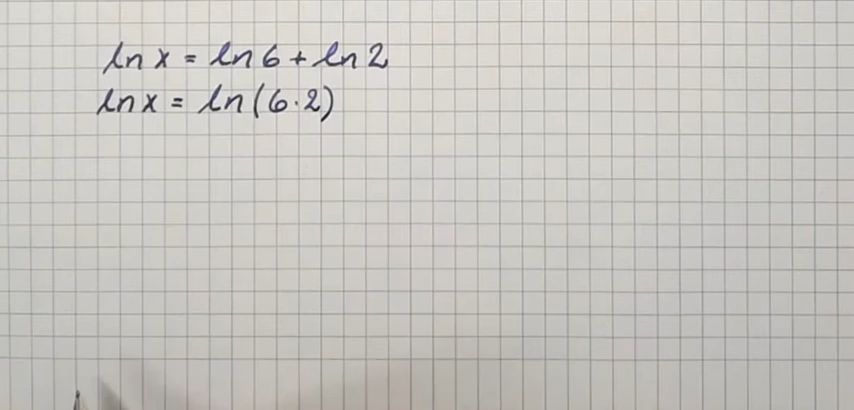 ln x = ln 6 + ln 2
ln x = ln (6 · 2)